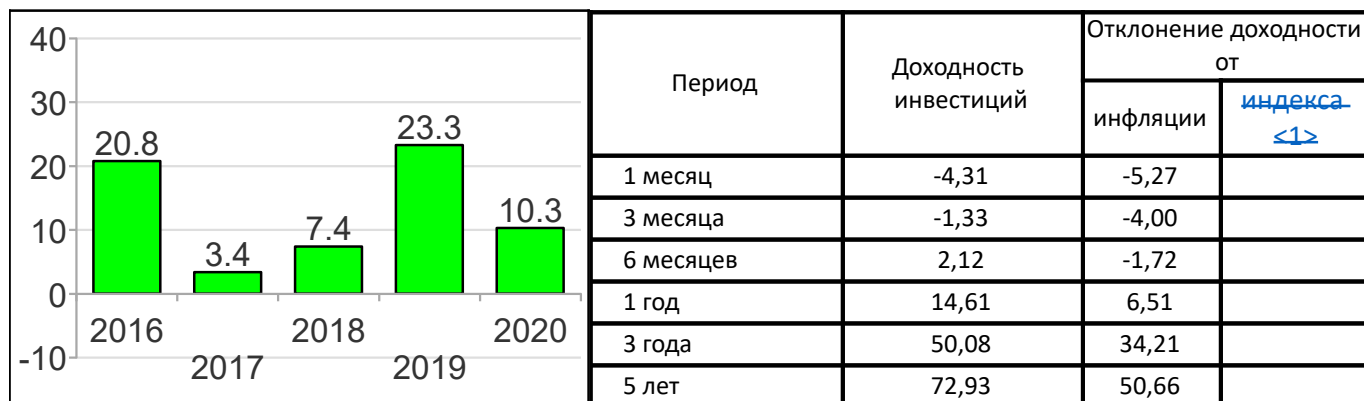 40
30
20
10
0
-10
20.8
3.4
7.4
23.3
10.3
2016
2017
2018
2019
2020
Период
Доходность
инвестиций
Отклонение доходности
от
инфляции
индекса
<1>
1 месяц -4,31 -5,27
3 месяца -1,33 -4,00
6 месяцев 2,12 -1,72
1 год 14,61 6,51
3 года 50,08 34,21
5 лет 72,93 50,66